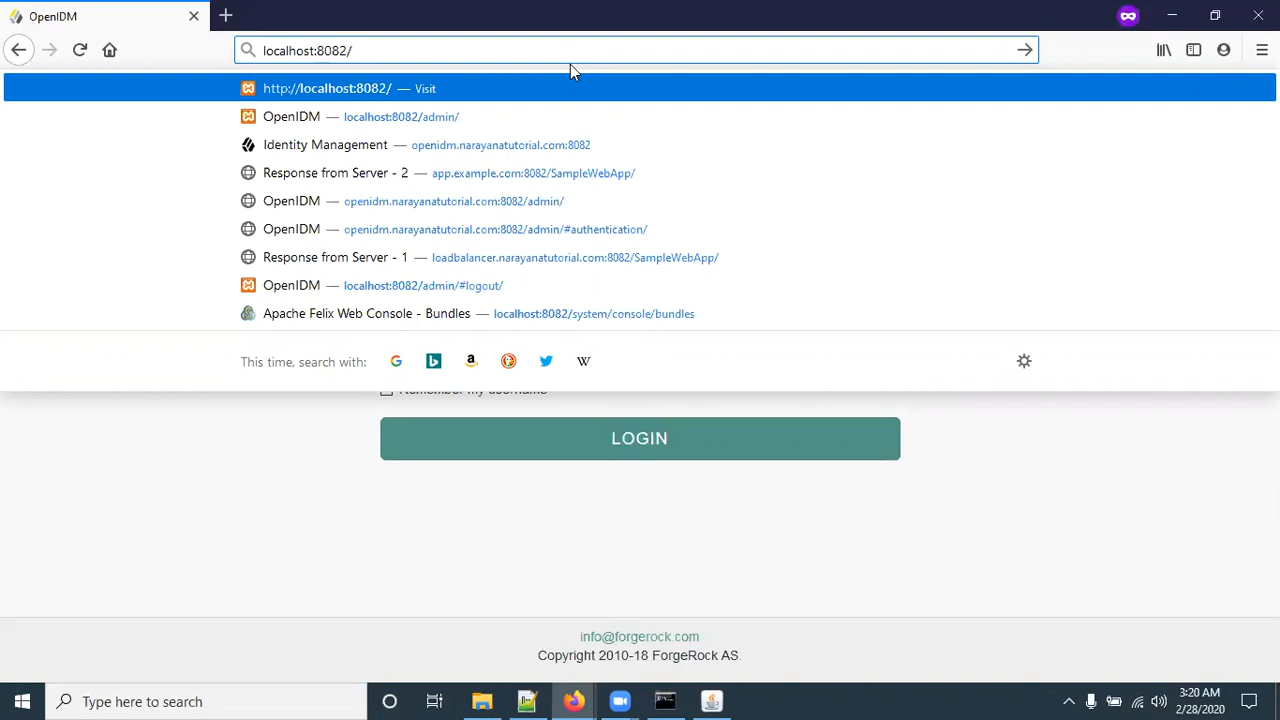 OpenIDM
localhost:8082/
http://localhost:8082/ — Visit
OpenIDM — localhost:8082/admin/
Identity Management — openidm.narayanatutorial.com:8082
Response from Server - 2 — app.example.com:8082/SampleWebApp/
OpenIDM — openidm.narayanatutorial.com:8082/admin/
OpenIDM — openidm.narayanatutorial.com:8082/admin/#authentication/
Response from Server - 1 — loadbalancer.narayanatutorial.com:8082/SampleWebApp/
OpenIDM — localhost:8082/admin/#logout/
Apache Felix Web Console - Bundles — localhost:8082/system/console/bundles
This time, search with:
Remember my username
LOGIN
info@forgerock.com
Copyright 2010-18 ForgeRock AS.
Type here to search
3:20 AM
2/28/2020